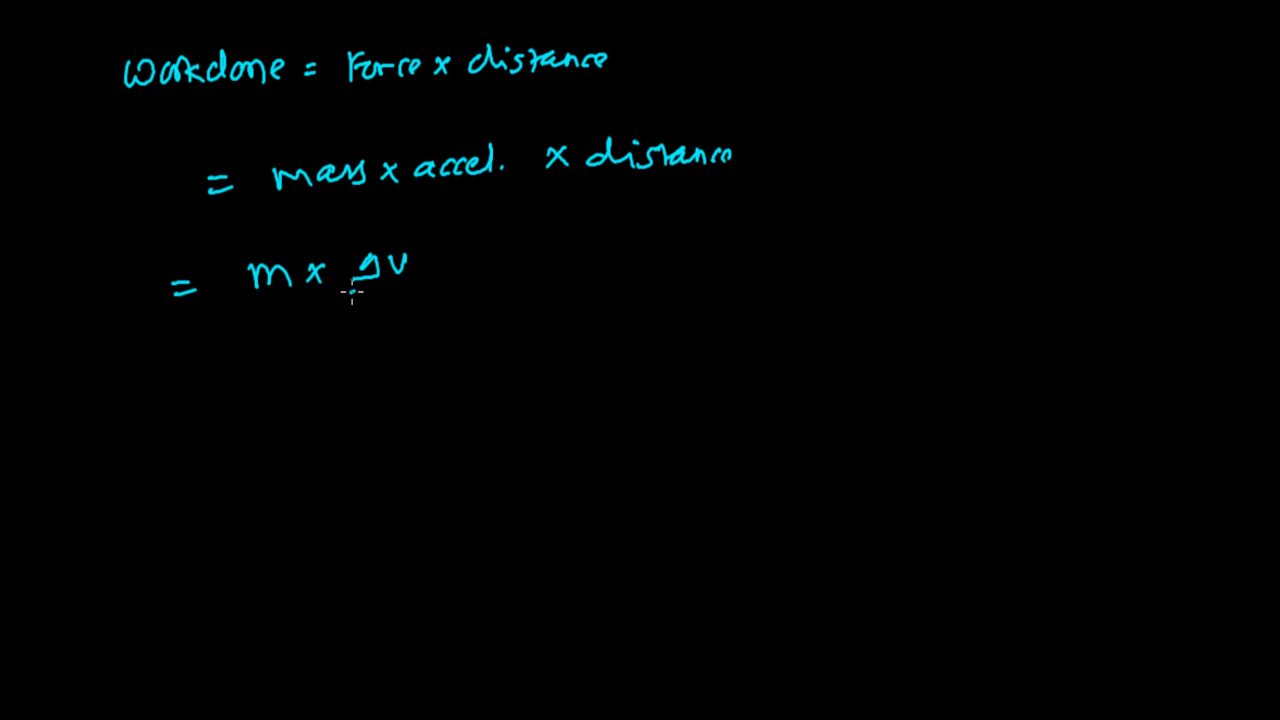 workdone = Force x distance
= mass x accel. x distance
= m x Δv